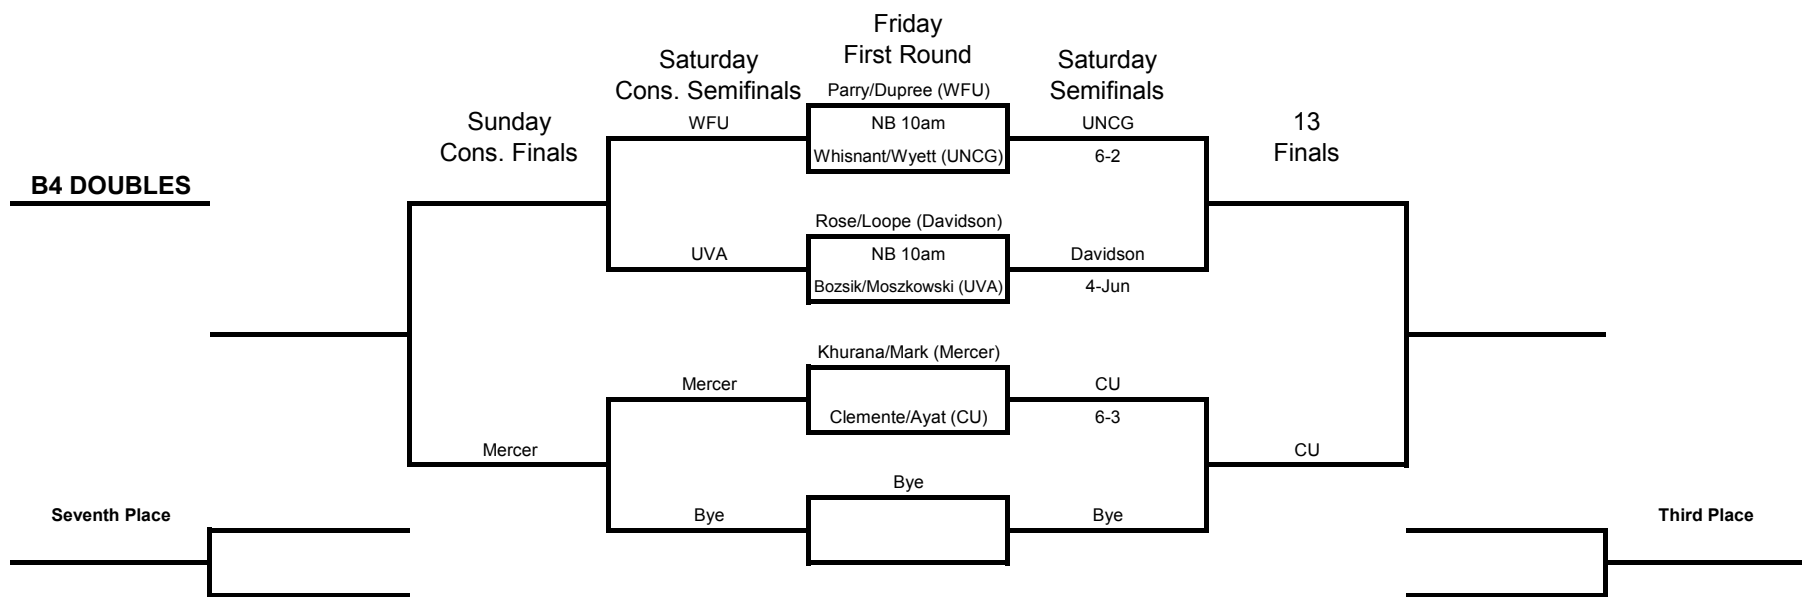 Friday
First Round
Saturday
Cons. Semifinals
Saturday
Semifinals
Parry/Dupree (WFU)
Sunday
Cons. Finals
WFU
NB 10am
UNCG
13
Finals
Whisnant/Wyett (UNCG)
6-2
B4 DOUBLES
Rose/Loope (Davidson)
UVA
NB 10am
Davidson
Bozsik/Moszkowski (UVA)
4-Jun
Khurana/Mark (Mercer)
Mercer
CU
Clemente/Ayat (CU)
6-3
Mercer
CU
Bye
Seventh Place
Bye
Bye
Third Place